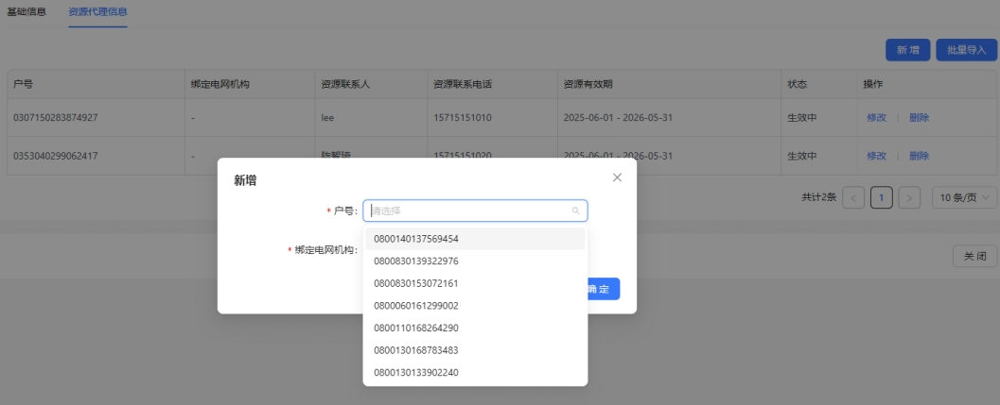 基础信息 资源代理信息
新 增 批量导入
户号 绑定电网机构 资源联系人 资源联系电话 资源有效期 状态 操作
0307150283874927 - lee 15715151010 2025-06-01 - 2026-05-31 生效中 修改 删除
0353040299062417 - 陈智琦 15715151020 2025-06-01 - 2026-05-31 生效中 修改 删除
共计2条 < 1 > 10 条/页
关 闭
新增
* 户号: 请选择
* 绑定电网机构:
0800140137569454
0800830139322976
0800830153072161
0800060161299002
0800110168264290
0800130168783483
0800130133902240
确 定